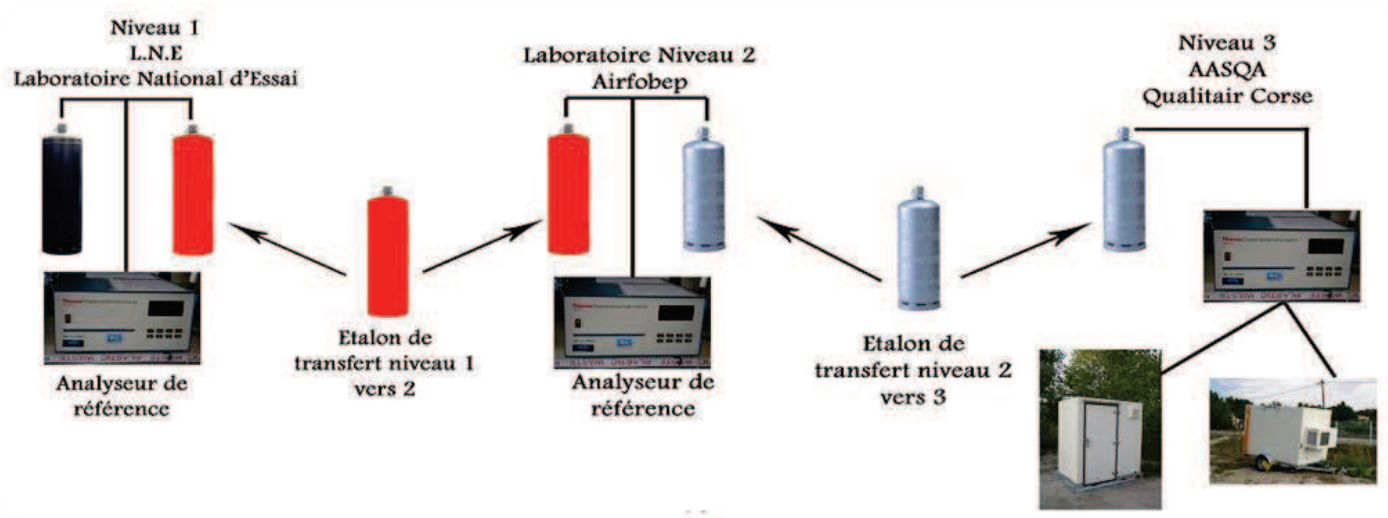 Niveau 1
L.N.E
Laboratoire National d'Essai
Analyseur de
référence
Etalon de
transfert niveau 1
vers 2
Laboratoire Niveau 2
Airfobep
Analyseur de
référence
Etalon de
transfert niveau 2
vers 3
Niveau 3
AASQA
Qualitair Corse